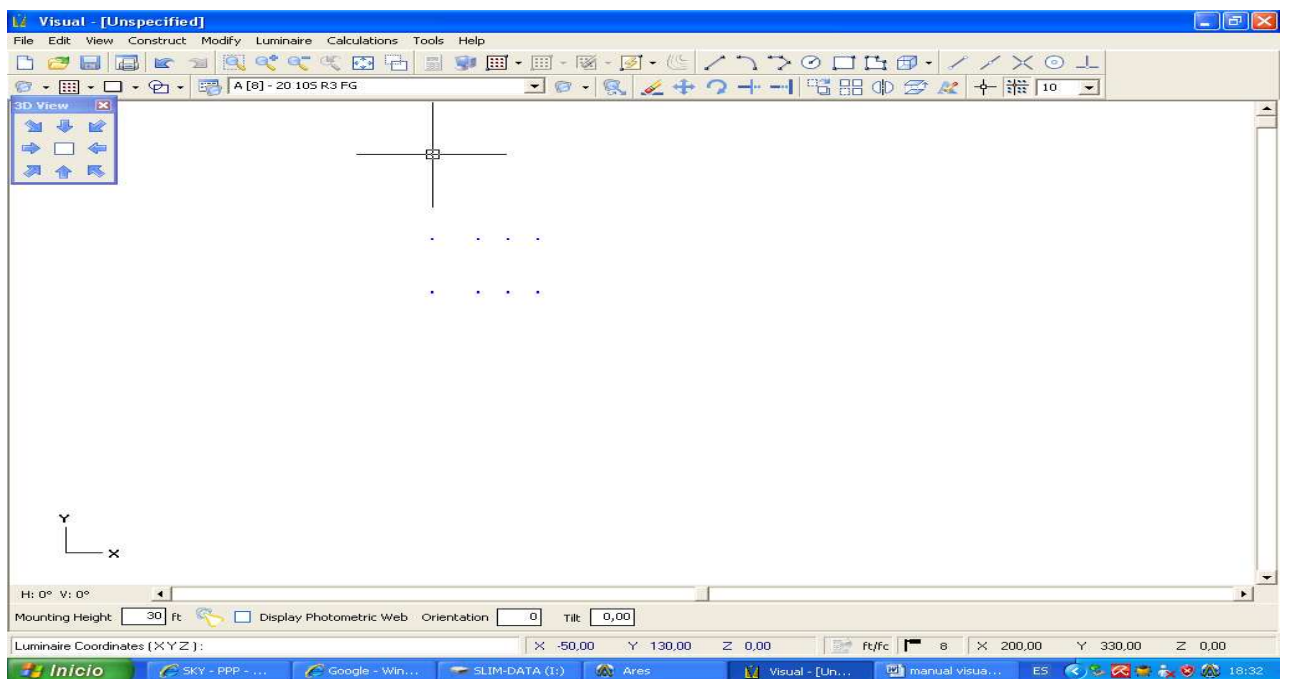 Visual - [Unspecified]
File Edit View Construct Modify Luminaire Calculations Tools Help
A [8] - 20 105 R3 FG
10
3D View
Y
X
H: 0° V: 0°
Mounting Height 30 ft Display Photometric Web Orientation 0 Tilt 0,00
Luminaire Coordinates (XYZ): X -50,00 Y 130,00 Z 0,00 ft/fc 8 X 200,00 Y 330,00 Z 0,00
Inicio SKY - PPP - ... Google - Win... SLIM-DATA (I:) Ares Visual - [Un... manual visua... ES 18:32